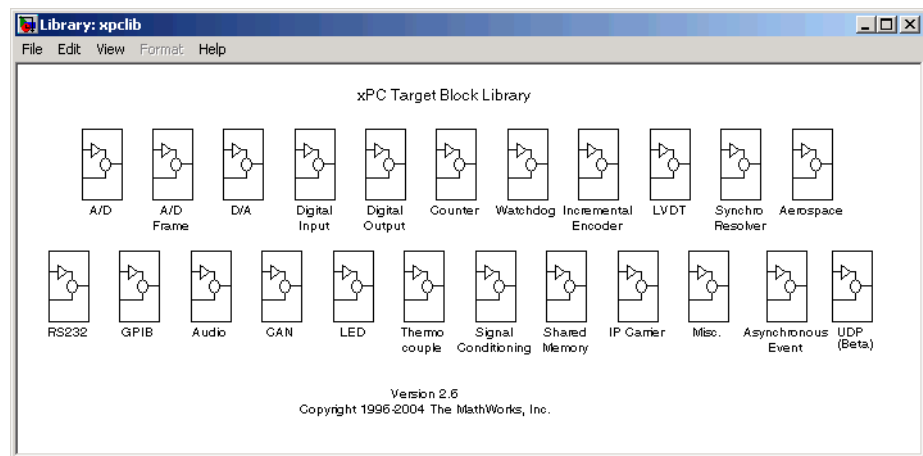 Library: xpclib
File Edit View Format Help
xPC Target Block Library
A/D A/D Frame D/A Digital Input Digital Output Counter Watchdog Incremental Encoder LVDT Synchro Resolver Aerospace
RS232 GPIB Audio CAN LED Thermo couple Signal Conditioning Shared Memory IP Carrier Misc. Asynchronous Event UDP (Beta)
Version 2.6
Copyright 1996-2004 The MathWorks, Inc.